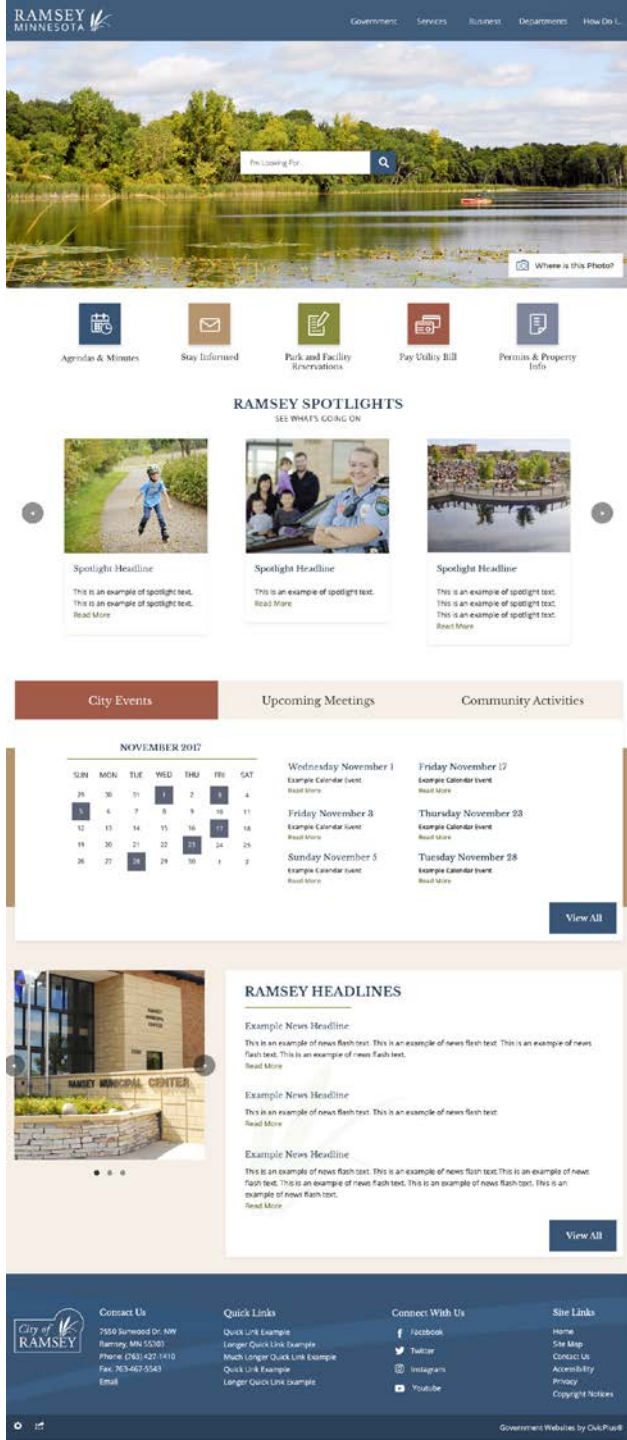 RAMSEY
MINNESOTA
Government Services Business Departments How Do I...
I'm Looking For...
Where is this Photo?
Agendas & Minutes
Stay Informed
Park and Facility
Reservations
Pay Utility Bill
Permits & Property
Info
RAMSEY SPOTLIGHTS
SEE WHAT'S GOING ON
Spotlight Headline
This is an example of spotlight text.
This is an example of spotlight text.
Read More
Spotlight Headline
This is an example of spotlight text.
Read More
Spotlight Headline
This is an example of spotlight text.
This is an example of spotlight text.
This is an example of spotlight text.
Read More
City Events
Upcoming Meetings
Community Activities
NOVEMBER 2017
SUN MON TUE WED THU FRI SAT
29 30 31 1 2 3 4
5 6 7 8 9 10 11
12 13 14 15 16 17 18
19 20 21 22 23 24 25
26 27 28 29 30 1 2
Wednesday November 1
Example Calendar Event
Read More
Friday November 3
Example Calendar Event
Read More
Sunday November 5
Example Calendar Event
Read More
Friday November 17
Example Calendar Event
Read More
Thursday November 23
Example Calendar Event
Read More
Tuesday November 28
Example Calendar Event
Read More
View All
RAMSEY
MUNICIPAL
CENTER
RAMSEY MUNICIPAL CENTER
RAMSEY HEADLINES
Example News Headline
This is an example of news flash text. This is an example of news flash text. This is an example of news
flash text. This is an example of news flash text.
Read More
Example News Headline
This is an example of news flash text. This is an example of news flash text.
Read More
Example News Headline
This is an example of news flash text. This is an example of news flash text. This is an example of news
flash text. This is an example of news flash text. This is an example of news flash text. This is an
example of news flash text.
Read More
View All
City of
RAMSEY
Contact Us
7550 Sunwood Dr. NW
Ramsey, MN 55303
Phone: (763) 427-1410
Fax: 763-467-5543
Email
Quick Links
Quick Link Example
Longer Quick Link Example
Much Longer Quick Link Example
Quick Link Example
Longer Quick Link Example
Connect With Us
Facebook
Twitter
Instagram
Youtube
Site Links
Home
Site Map
Contact Us
Accessibility
Privacy
Copyright Notices
Government Websites by CivicPlus®